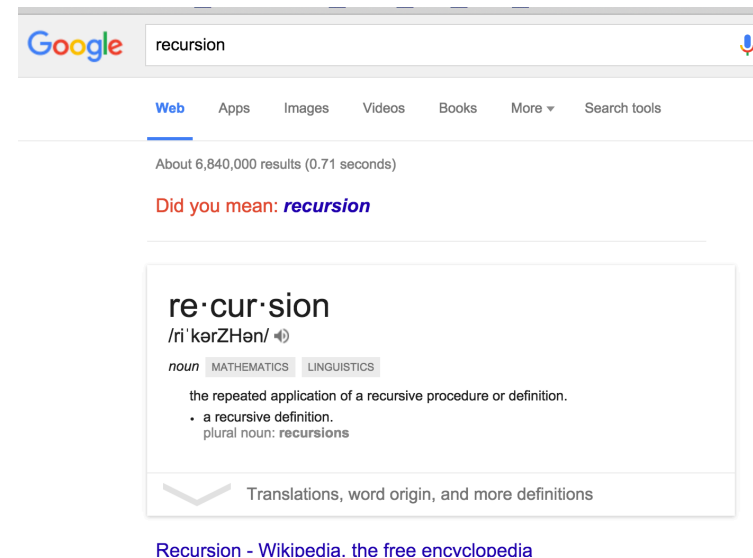 Google recursion
Web Apps Images Videos Books More Search tools
About 6,840,000 results (0.71 seconds)
Did you mean: recursion
re·cur·sion
/riˈkərZHən/
noun MATHEMATICS LINGUISTICS
the repeated application of a recursive procedure or definition.
• a recursive definition.
plural noun: recursions
Translations, word origin, and more definitions
Recursion - Wikipedia, the free encyclopedia